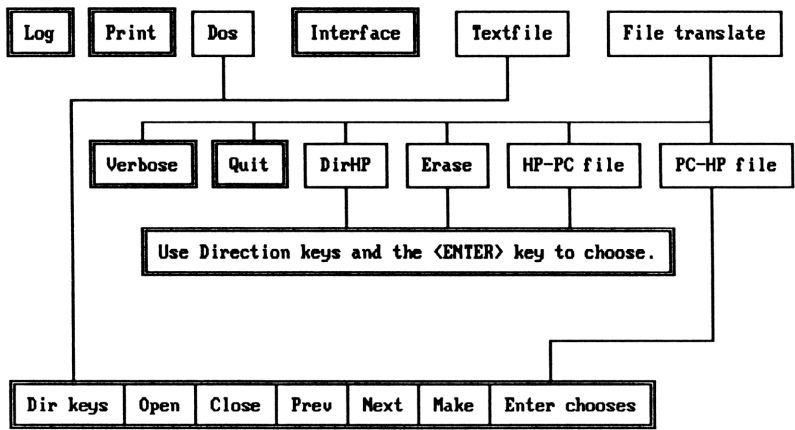 Log Print Dos Interface Textfile File translate
Verbose Quit DirHP Erase HP-PC file PC-HP file
Use Direction keys and the <ENTER> key to choose.
Dir keys Open Close Prev Next Make Enter chooses